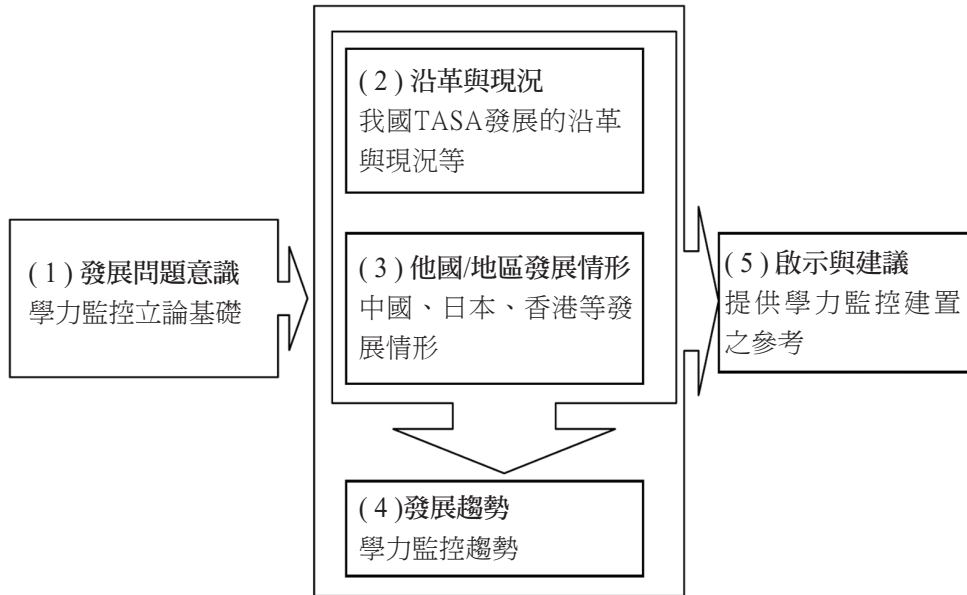 (1)發展問題意識
學力監控立論基礎
(2)沿革與現況
我國TASA發展的沿革
與現況等
(3)他國/地區發展情形
中國、日本、香港等發
展情形
(4)發展趨勢
學力監控趨勢
(5)啟示與建議
提供學力監控建置
之參考